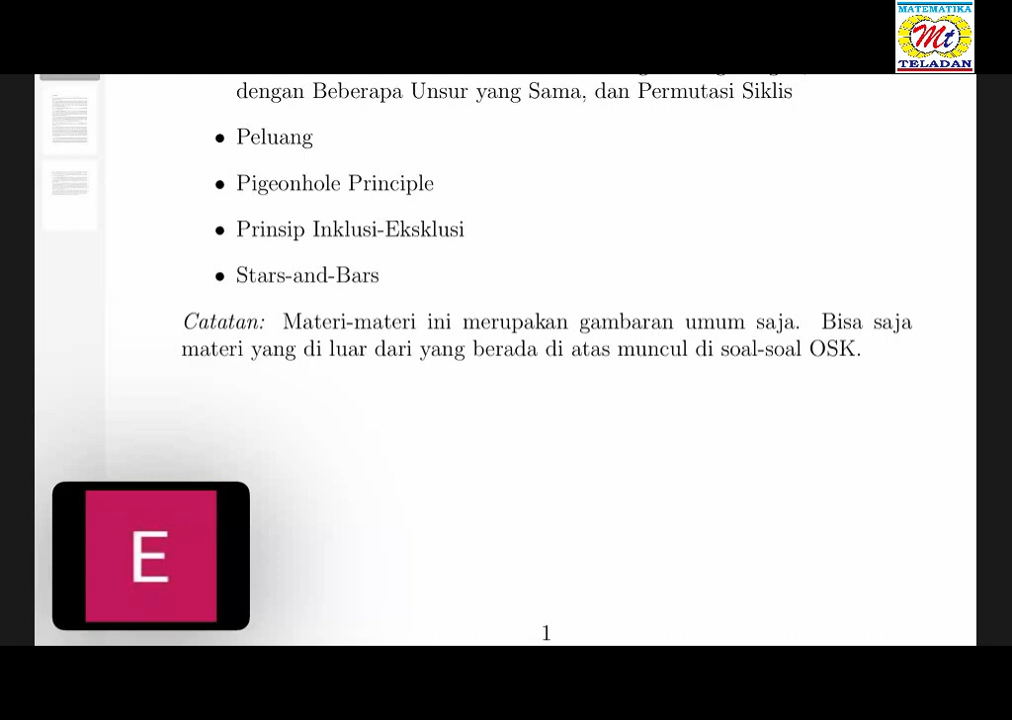 MATEMATIKA
Mt
TELADAN
dengan Beberapa Unsur yang Sama, dan Permutasi Siklis
• Peluang
• Pigeonhole Principle
• Prinsip Inklusi-Eksklusi
• Stars-and-Bars
Catatan: Materi-materi ini merupakan gambaran umum saja. Bisa saja
materi yang di luar dari yang berada di atas muncul di soal-soal OSK.
E
1